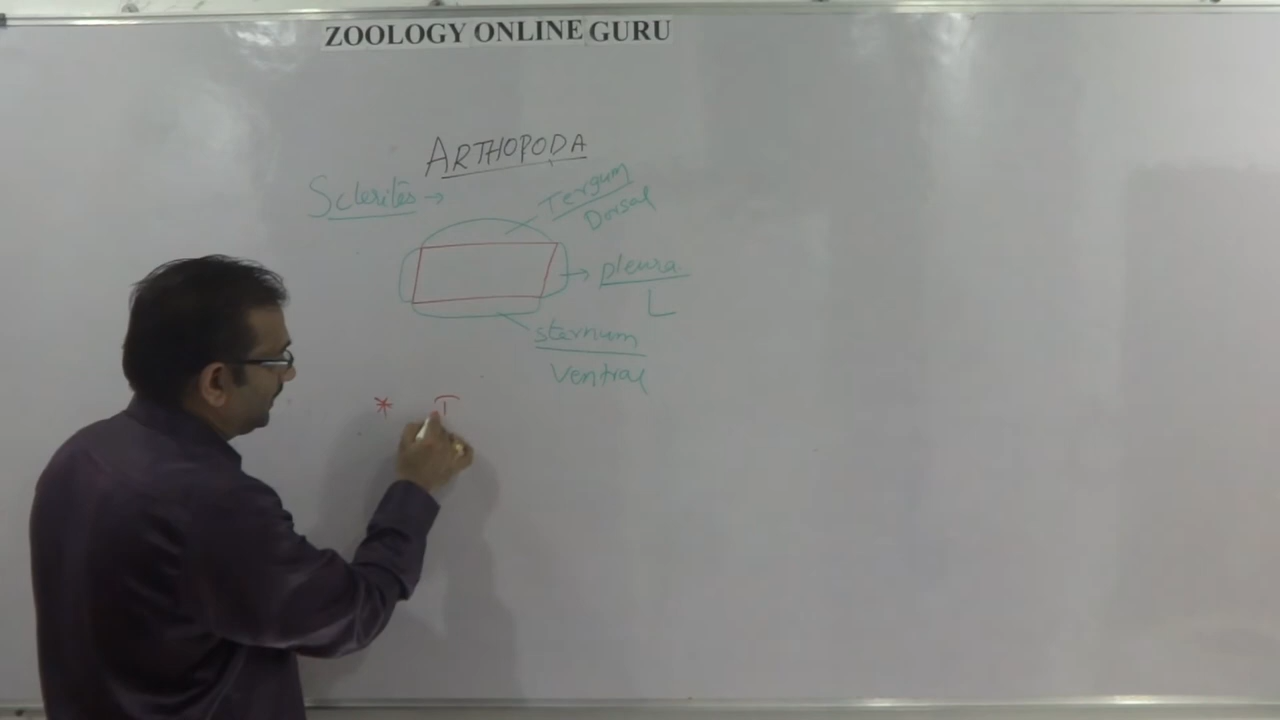 ZOOLOGY ONLINE GURU
ARTHOPODA
Sclerites →
Tergum
Dorsal
→ pleura
L
sternum
Ventral
* T